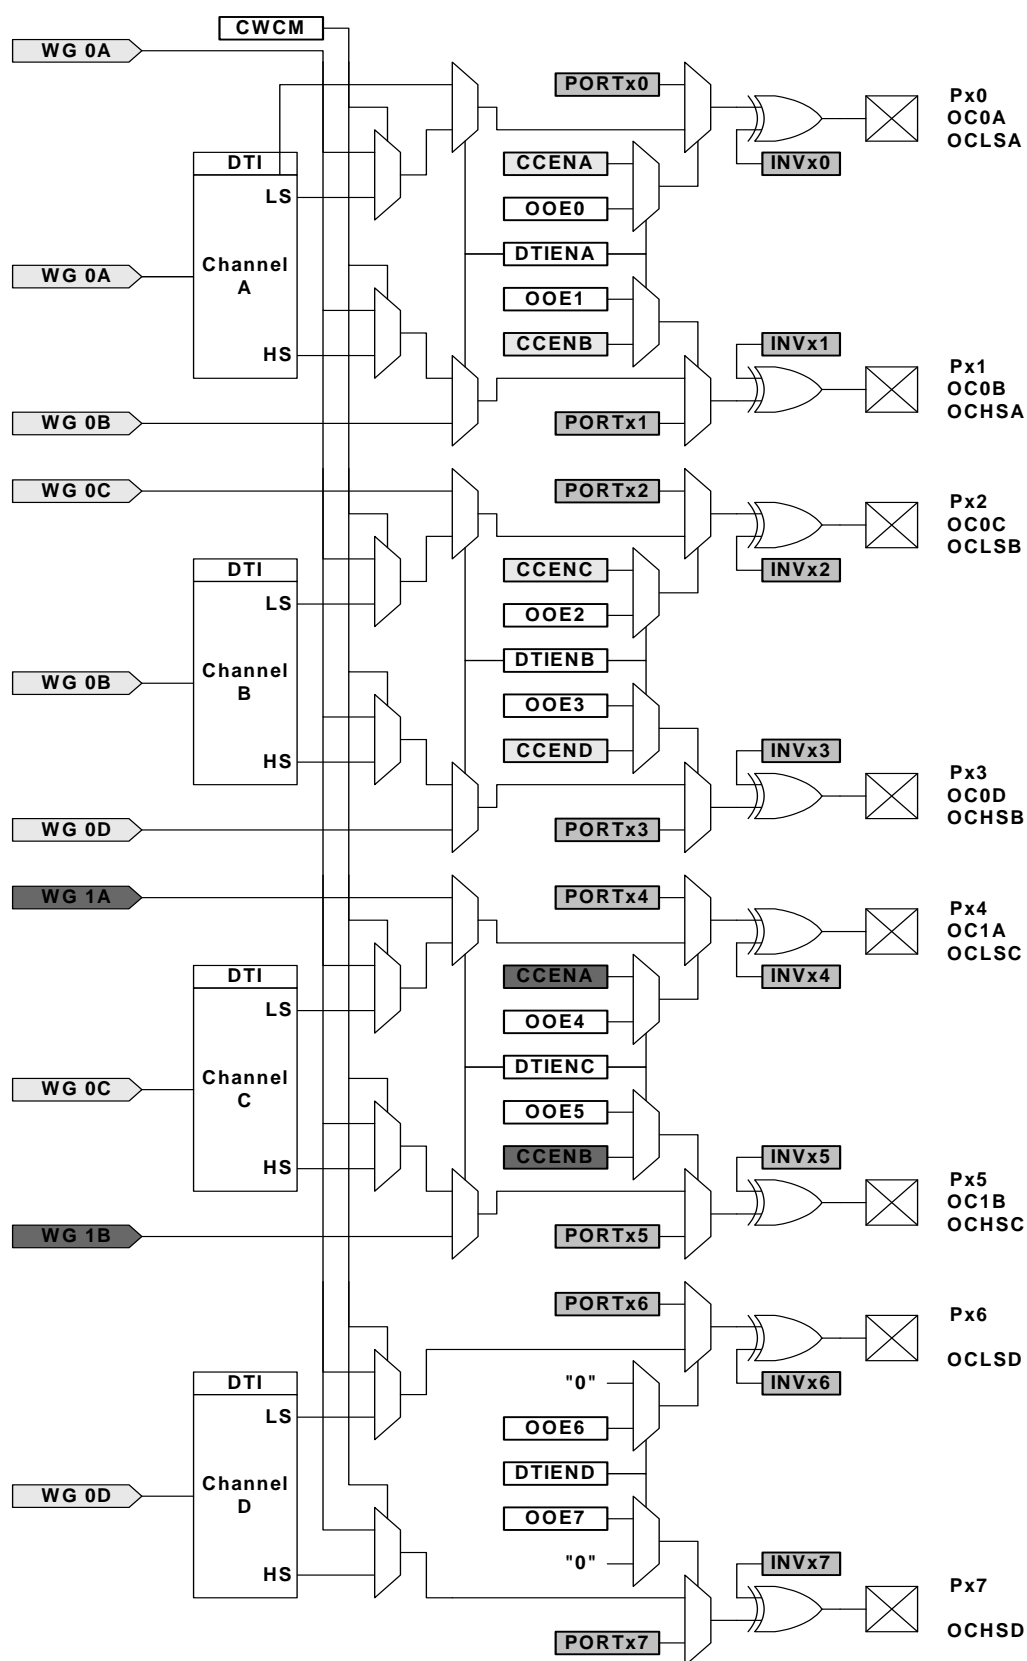 CWCM
WG 0A
PORTx0
Px0
OC0A
OCLSA
DTI
CCENA
INVx0
LS
OOE0
WG 0A
Channel
A
DTIENA
OOE1
HS
CCENB
INVx1
Px1
OC0B
OCHSA
WG 0B
PORTx1
WG 0C
PORTx2
Px2
OC0C
OCLSB
DTI
CCENC
INVx2
LS
OOE2
WG 0B
Channel
B
DTIENB
OOE3
HS
CCEND
INVx3
Px3
OC0D
OCHSB
WG 0D
PORTx3
WG 1A
PORTx4
Px4
OC1A
OCLSC
DTI
CCENA
INVx4
LS
OOE4
WG 0C
Channel
C
DTIENC
OOE5
HS
CCENB
INVx5
Px5
OC1B
OCHSC
WG 1B
PORTx5
PORTx6
Px6
OCLSD
DTI
"0"
INVx6
LS
OOE6
WG 0D
Channel
D
DTIEND
OOE7
HS
"0"
INVx7
Px7
OCHSD
PORTx7